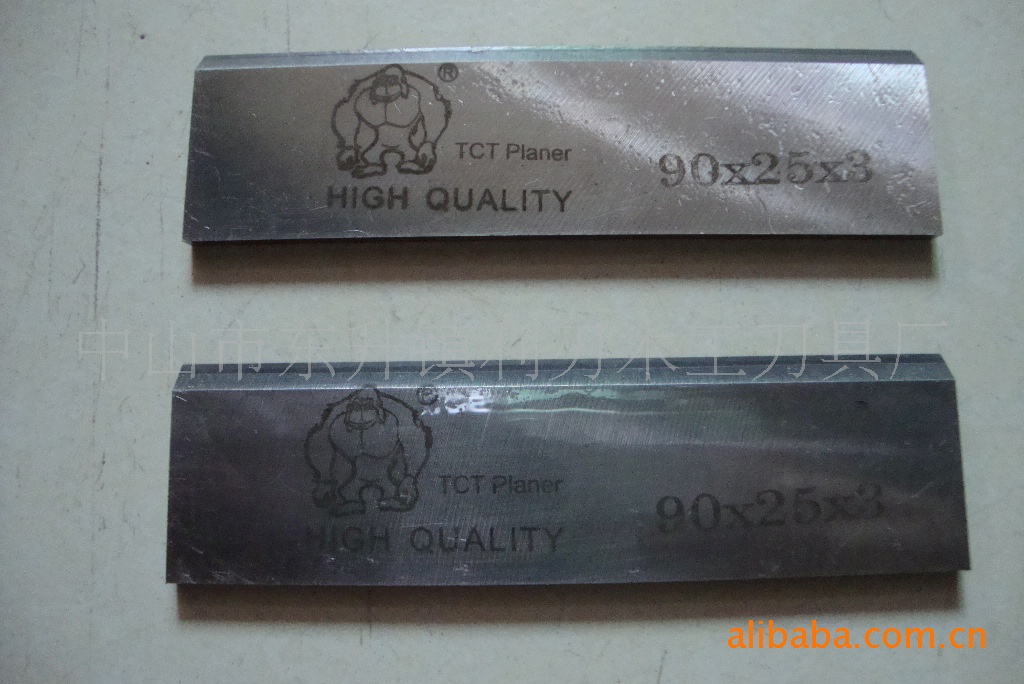 ®
TCT Planer
HIGH QUALITY
90x25x3
中山市东升镇利刃木工刀具厂
®
TCT Planer
HIGH QUALITY
90x25x3
alibaba.com.cn